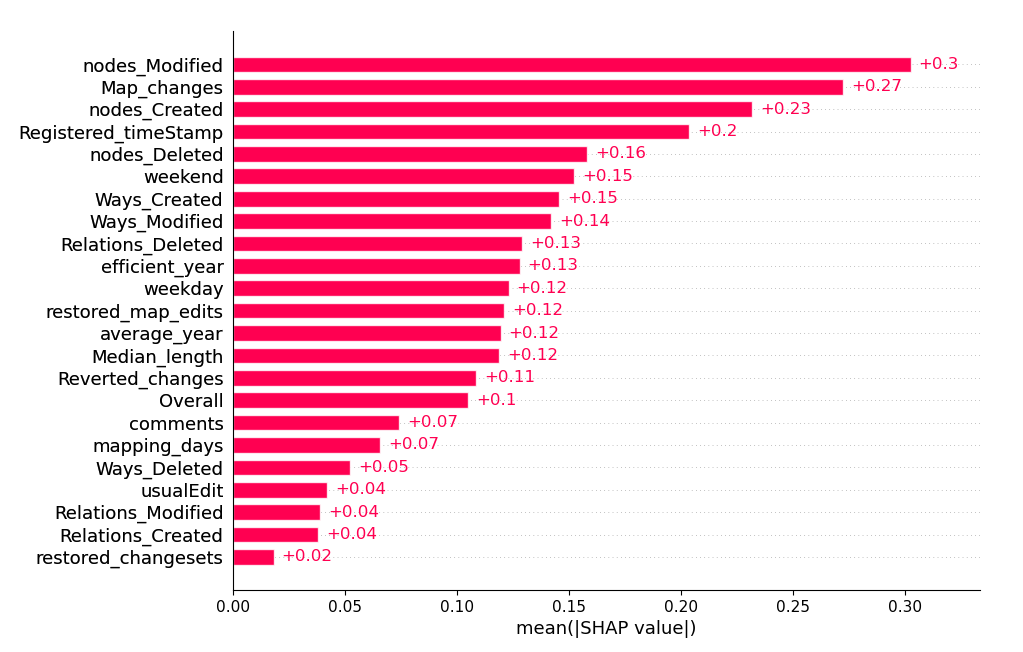 nodes_Modified +0.3
Map_changes +0.27
nodes_Created +0.23
Registered_timeStamp +0.2
nodes_Deleted +0.16
weekend +0.15
Ways_Created +0.15
Ways_Modified +0.14
Relations_Deleted +0.13
efficient_year +0.13
weekday +0.12
restored_map_edits +0.12
average_year +0.12
Median_length +0.12
Reverted_changes +0.11
Overall +0.1
comments +0.07
mapping_days +0.07
Ways_Deleted +0.05
usualEdit +0.04
Relations_Modified +0.04
Relations_Created +0.04
restored_changesets +0.02
0.00 0.05 0.10 0.15 0.20 0.25 0.30
mean(|SHAP value|)